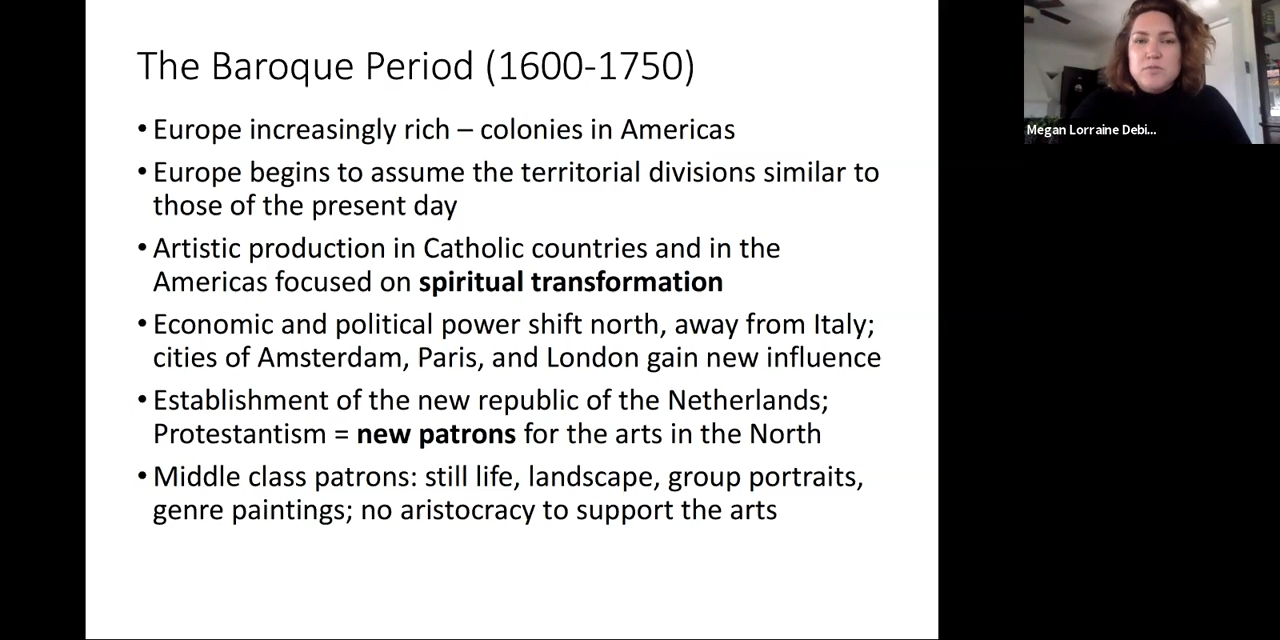 The Baroque Period (1600-1750)
•Europe increasingly rich – colonies in Americas
•Europe begins to assume the territorial divisions similar to
those of the present day
•Artistic production in Catholic countries and in the
Americas focused on spiritual transformation
•Economic and political power shift north, away from Italy;
cities of Amsterdam, Paris, and London gain new influence
•Establishment of the new republic of the Netherlands;
Protestantism = new patrons for the arts in the North
•Middle class patrons: still life, landscape, group portraits,
genre paintings; no aristocracy to support the arts
Megan Lorraine Debi...